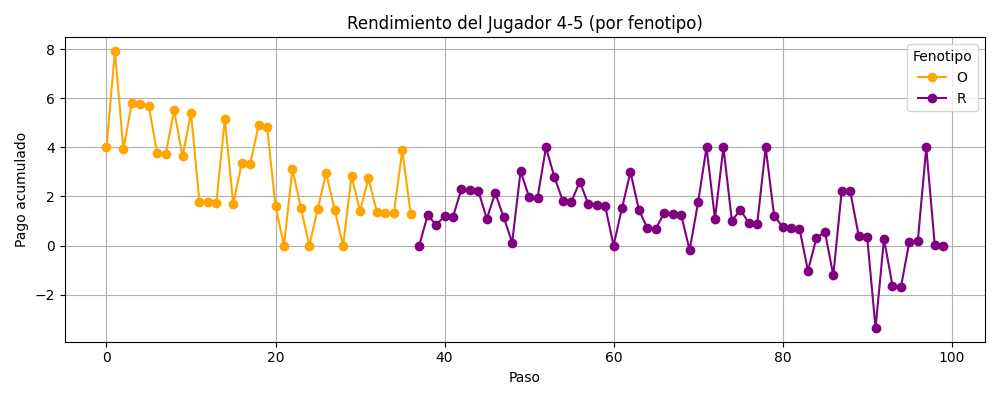 Rendimiento del Jugador 4-5 (por fenotipo)
Pago acumulado
8
6
4
2
0
−2
Fenotipo
O
R
0
20
40
60
80
100
Paso